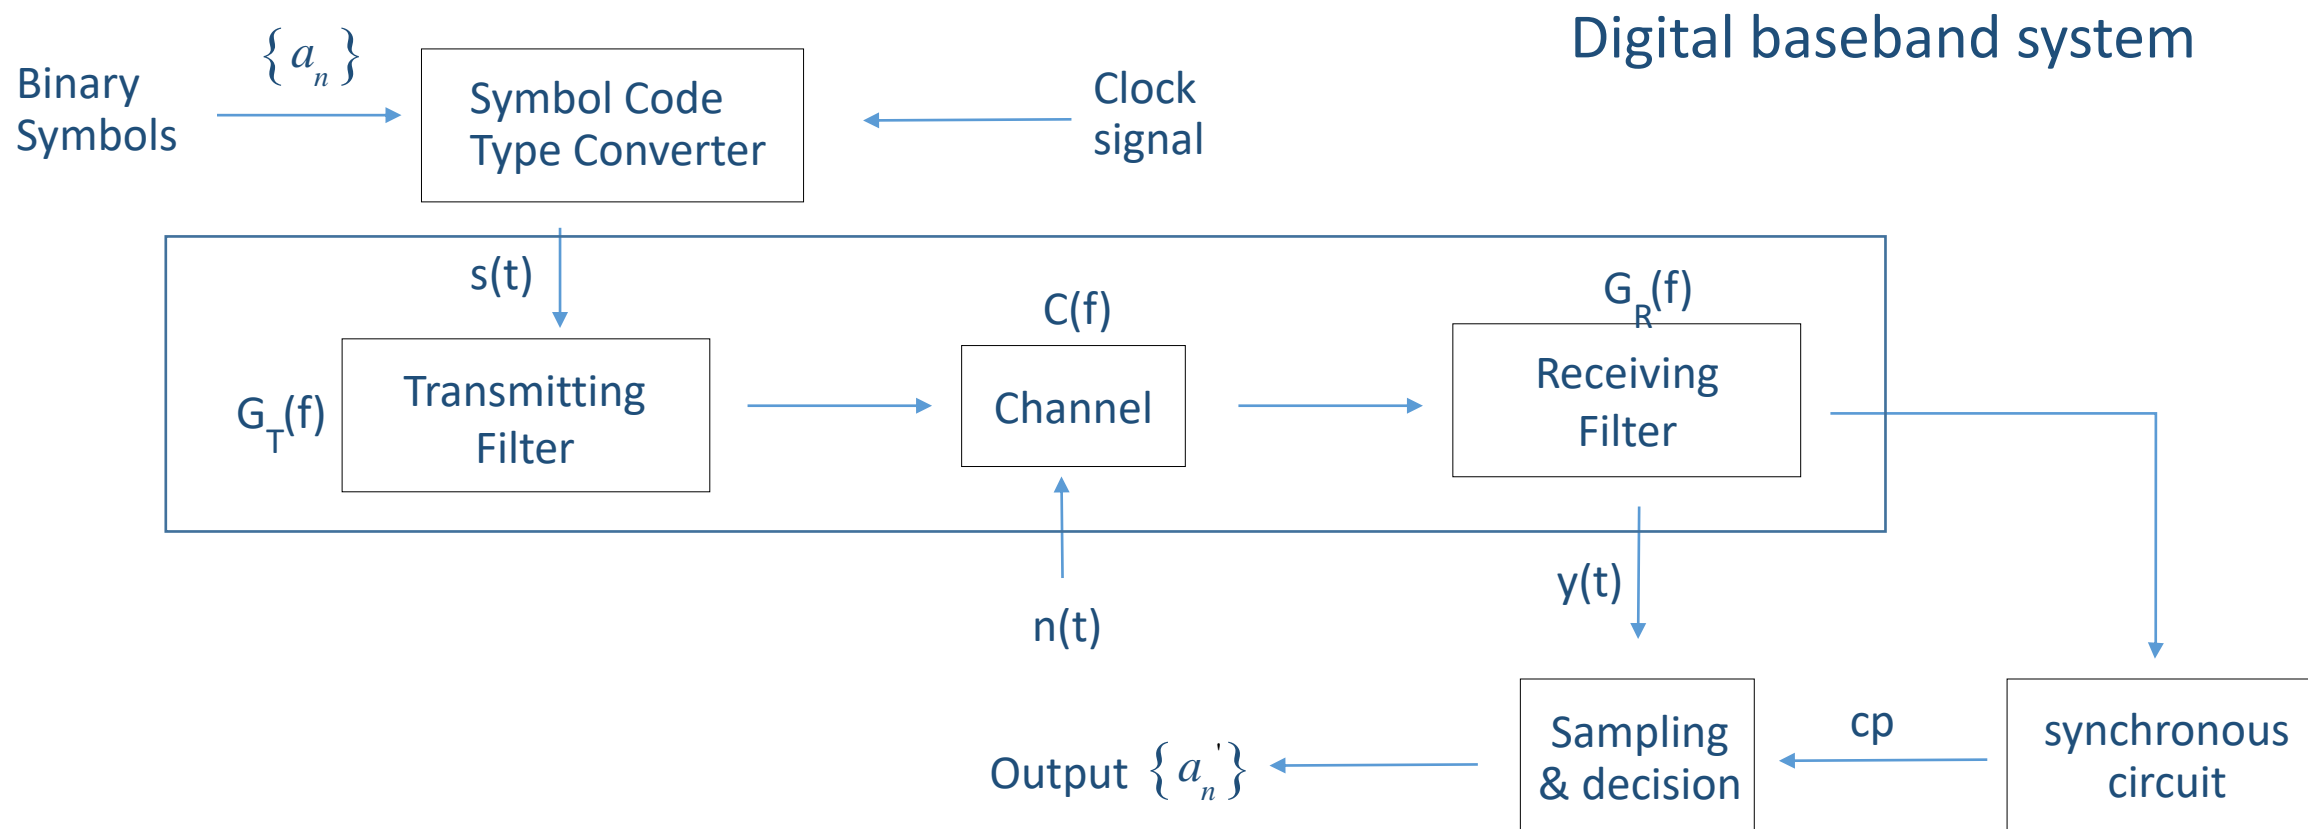 Digital baseband system
{a_n}
Binary
Symbols
Symbol Code
Type Converter
Clock
signal
s(t)
C(f)
G_R(f)
G_T(f)
Transmitting
Filter
Channel
Receiving
Filter
n(t)
y(t)
Output {a_n'}
Sampling
& decision
cp
synchronous
circuit